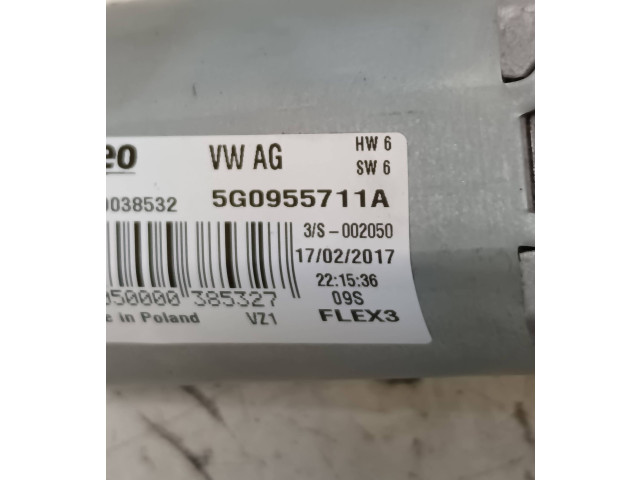 eo VW AG HW 6
SW 6
0038532 5G0955711A
3/S-002050
17/02/2017
22:15:36
050000 385327 09S
e in Poland VZ1 FLEX3